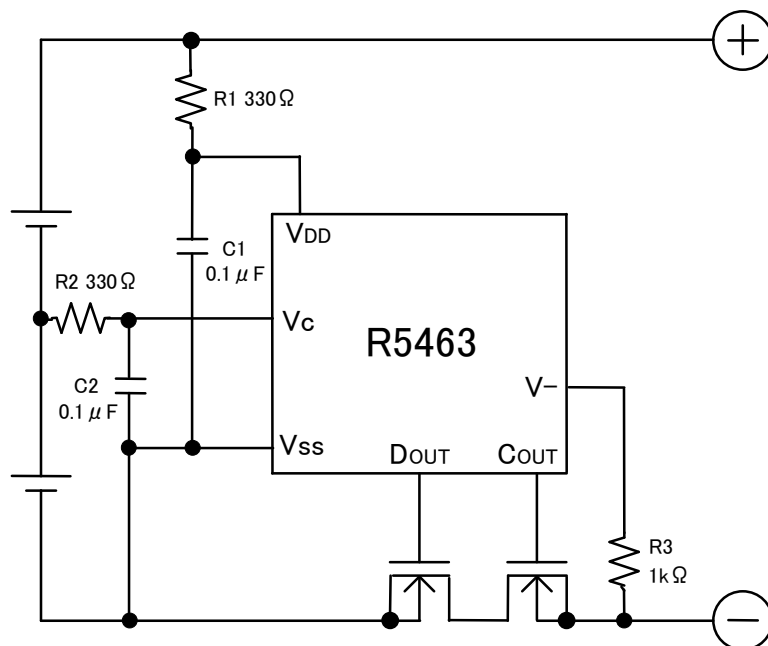 +
R1 330Ω
VDD
C1
0.1μF
R2 330Ω
VC
R5463
C2
0.1μF
V-
VSS
DOUT
COUT
R3
1kΩ
-